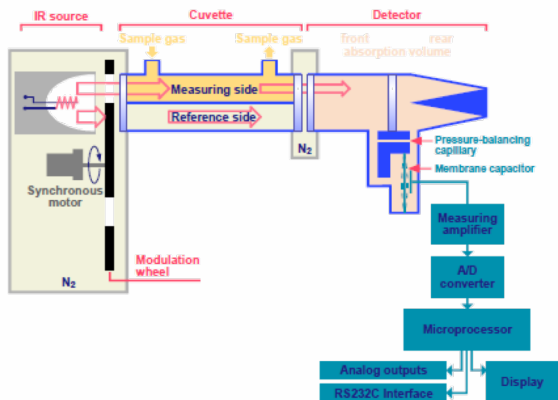 IR source
Cuvette
Detector
Sample gas
Sample gas
front
rear
absorption volume
Measuring side
Reference side
N2
Pressure-balancing
capillary
Membrane capacitor
Synchronous
motor
Modulation
wheel
N2
Measuring
amplifier
A/D
converter
Microprocessor
Analog outputs
RS232C Interface
Display